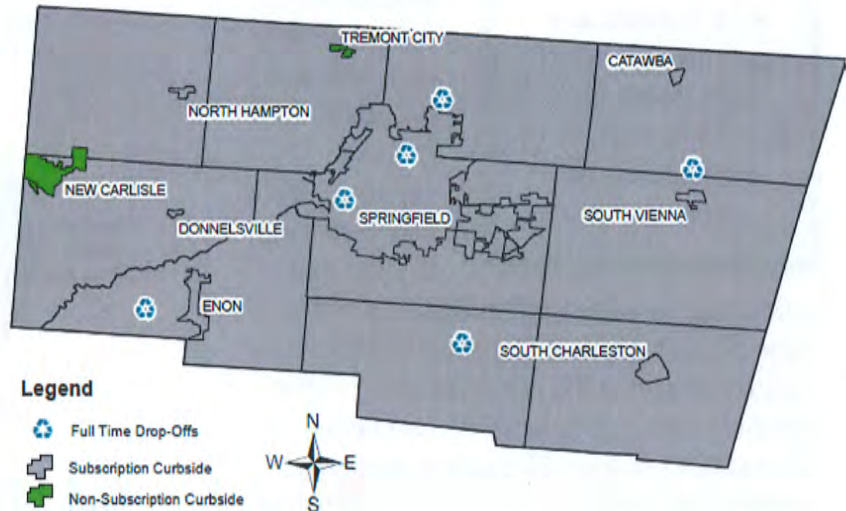 TREMONT CITY
CATAWBA
NORTH HAMPTON
NEW CARLISLE
DONNELSVILLE
SPRINGFIELD
SOUTH VIENNA
ENON
SOUTH CHARLESTON
Legend
Full Time Drop-Offs
Subscription Curbside
Non-Subscription Curbside
N
W E
S